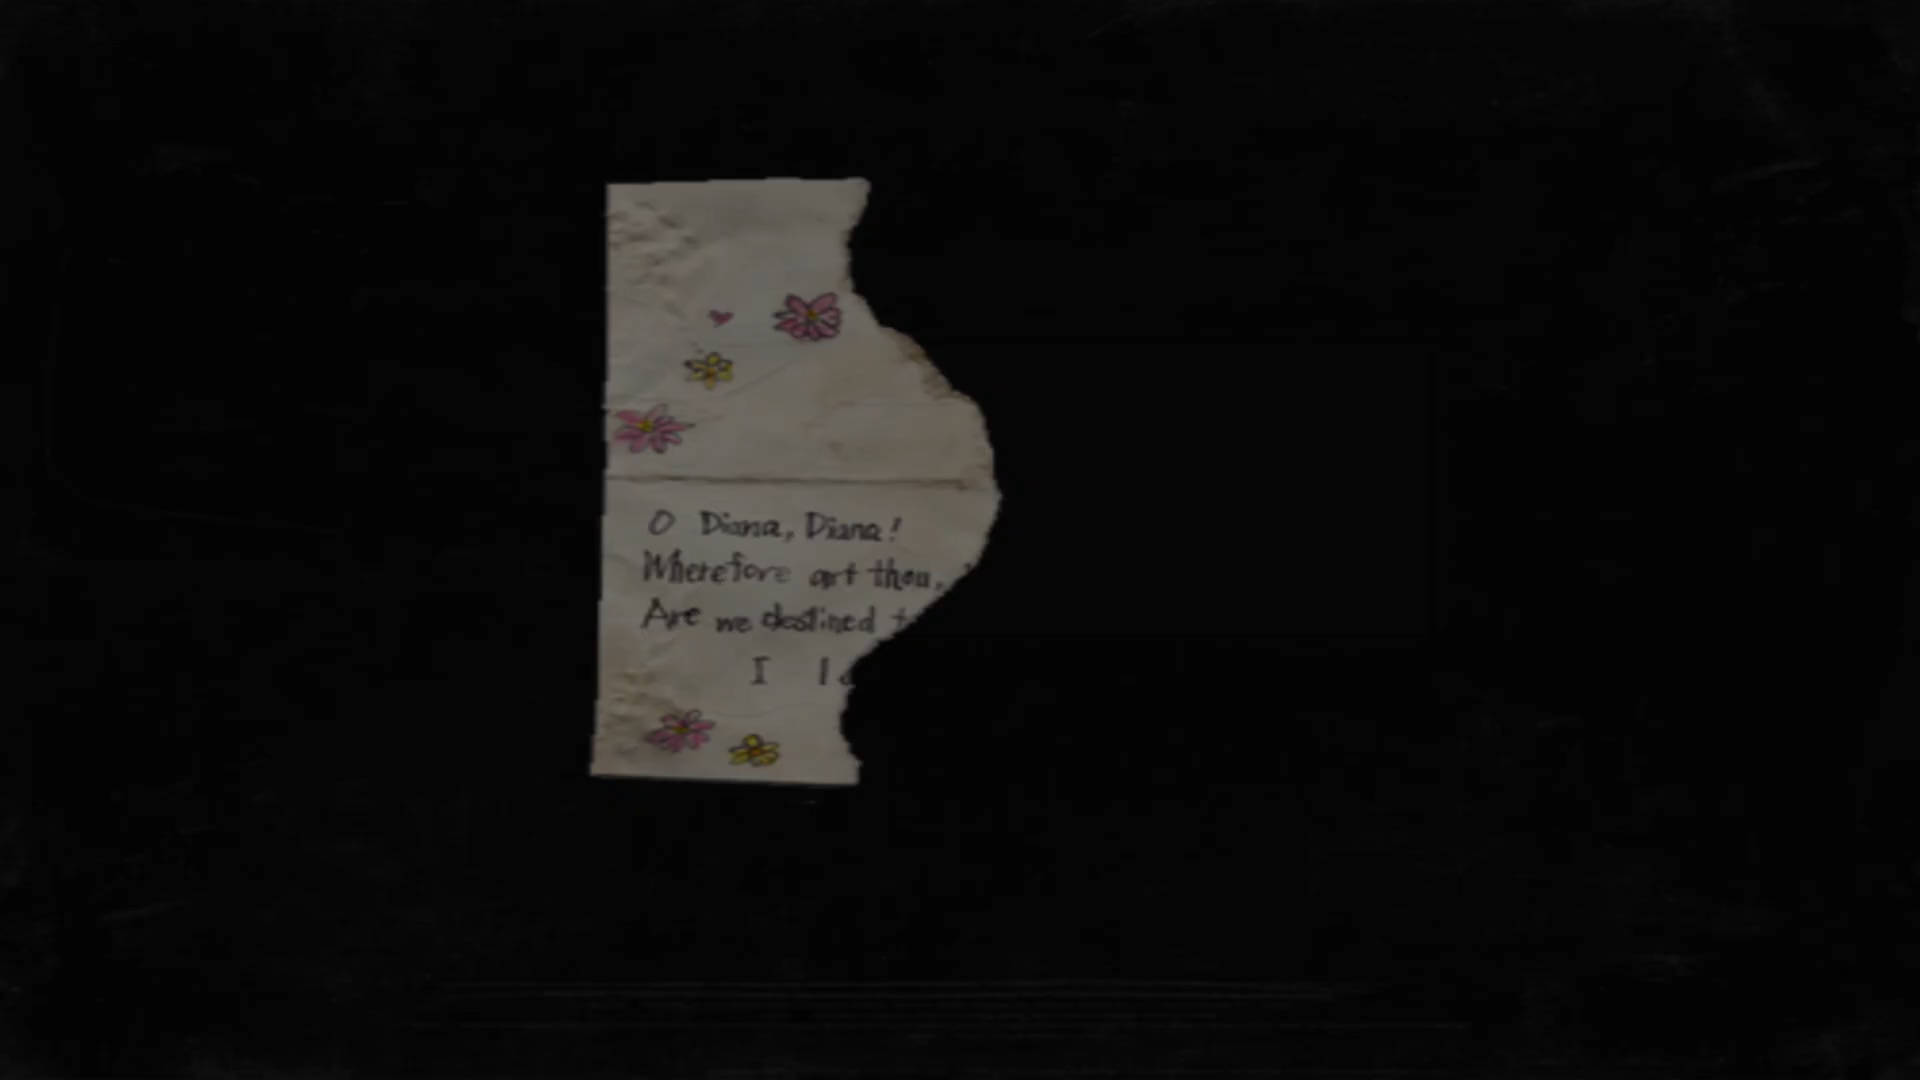 O Diana, Diana!
Wherefore art thou,
Are we destined
I